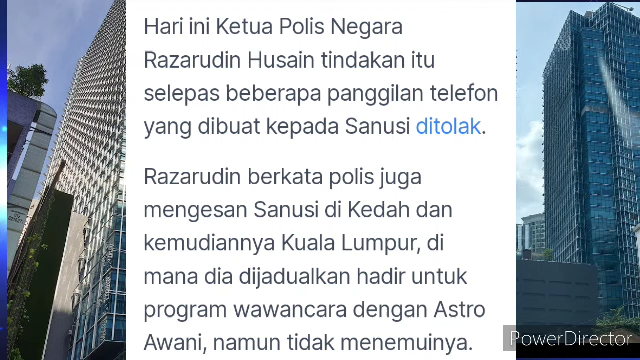 Hari ini Ketua Polis Negara
Razarudin Husain tindakan itu
selepas beberapa panggilan telefon
yang dibuat kepada Sanusi ditolak.
Razarudin berkata polis juga
mengesan Sanusi di Kedah dan
kemudiannya Kuala Lumpur, di
mana dia dijadualkan hadir untuk
program wawancara dengan Astro
Awani, namun tidak menemuinya.
PowerDirector